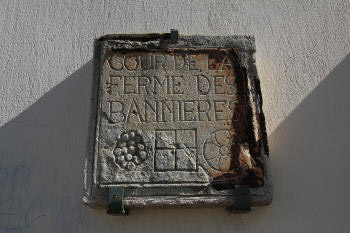 COUR DE LA
FERME DES
BANNIERES